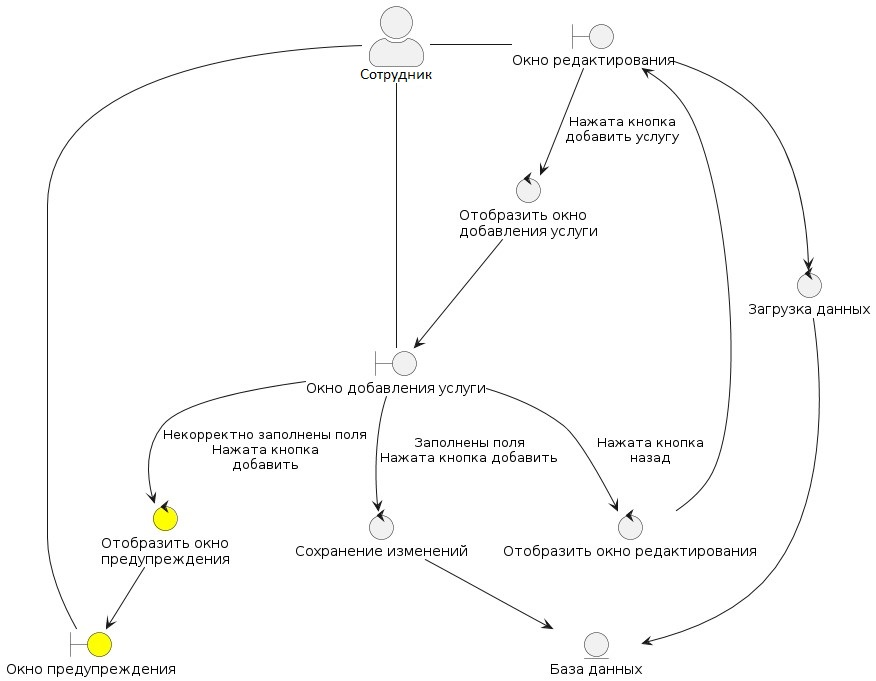 Сотрудник
Окно редактирования
Нажата кнопка
добавить услугу
Отобразить окно
добавления услуги
Загрузка данных
Окно добавления услуги
Некорректно заполнены поля
Нажата кнопка
добавить
Заполнены поля
Нажата кнопка добавить
Нажата кнопка
назад
Отобразить окно
предупреждения
Сохранение изменений
Отобразить окно редактирования
Окно предупреждения
База данных